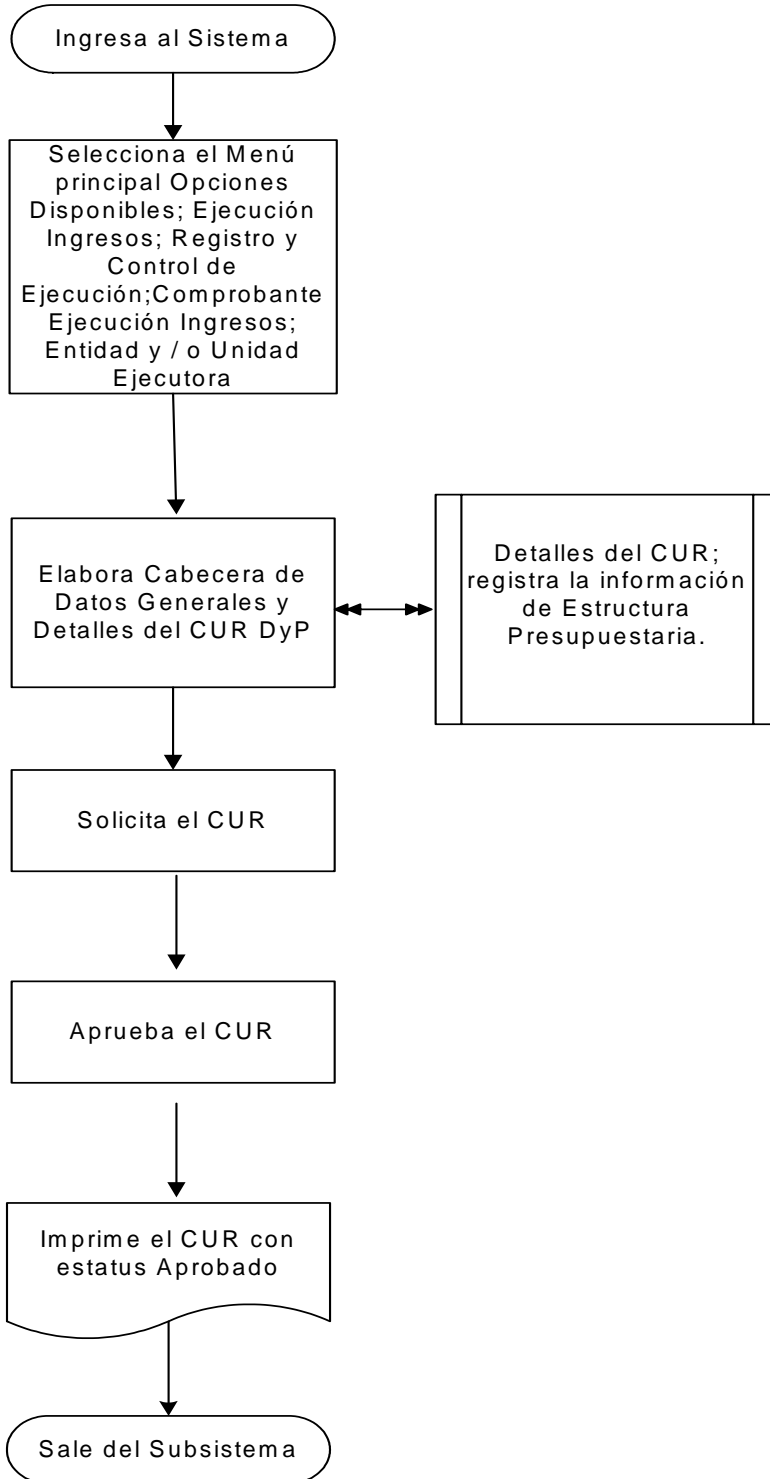 Ingresa al Sistema
Selecciona el Menú
principal Opciones
Disponibles; Ejecución
Ingresos; Registro y
Control de
Ejecución;Comprobante
Ejecución Ingresos;
Entidad y / o Unidad
Ejecutora
Elabora Cabecera de
Datos Generales y
Detalles del CUR DyP
Detalles del CUR;
registra la información
de Estructura
Presupuestaria.
Solicita el CUR
Aprueba el CUR
Imprime el CUR con
estatus Aprobado
Sale del Subsistema